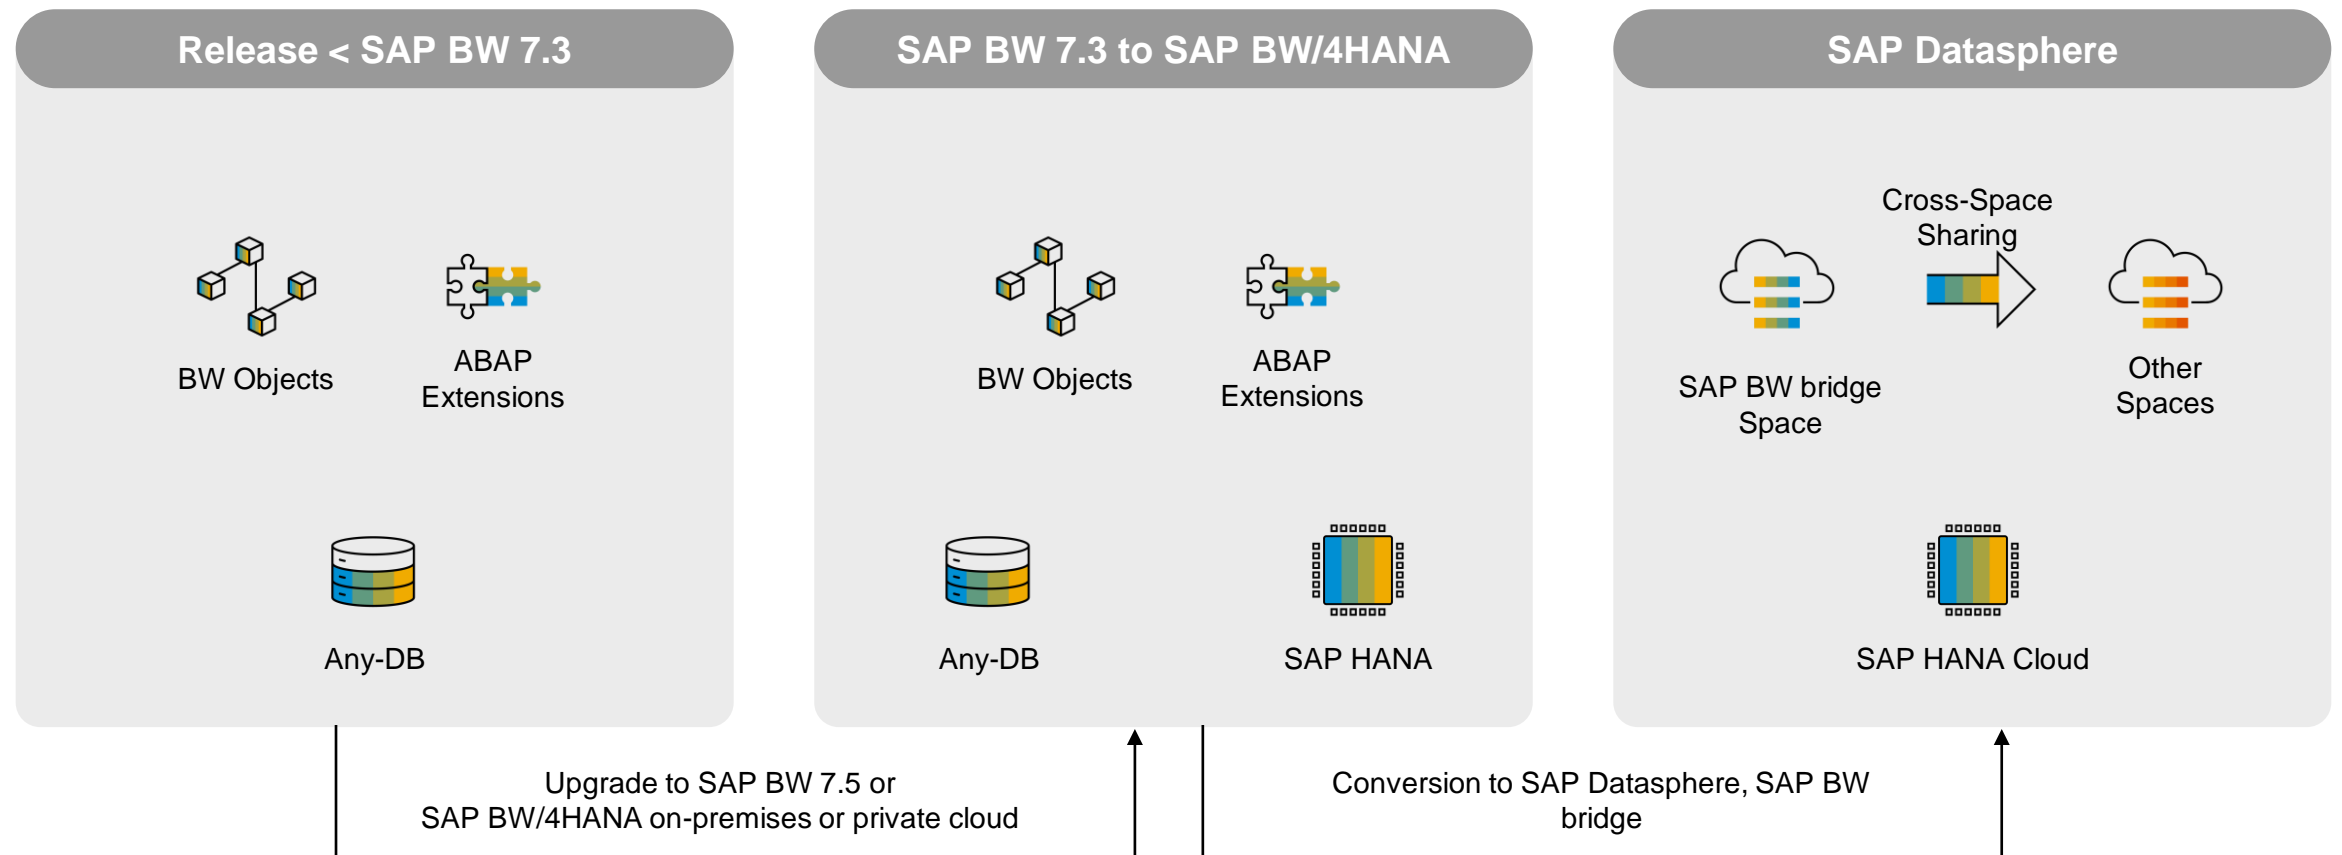 Release < SAP BW 7.3
BW Objects
ABAP
Extensions
Any-DB
SAP BW 7.3 to SAP BW/4HANA
BW Objects
ABAP
Extensions
Any-DB
SAP HANA
SAP Datasphere
Cross-Space
Sharing
SAP BW bridge
Space
Other
Spaces
SAP HANA Cloud
Upgrade to SAP BW 7.5 or
SAP BW/4HANA on-premises or private cloud
Conversion to SAP Datasphere, SAP BW
bridge